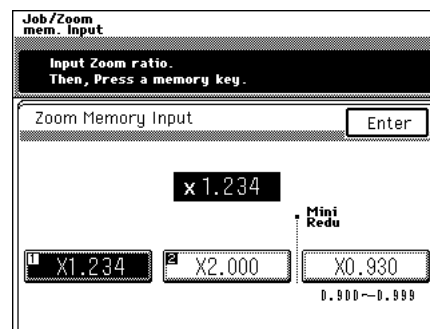 Job/Zoom
mem. Input
Input Zoom ratio.
Then, Press a memory key.
Zoom Memory Input
Enter
x1.234
Mini
Redu
1 X1.234
2 X2.000
X0.930
0.900~0.999